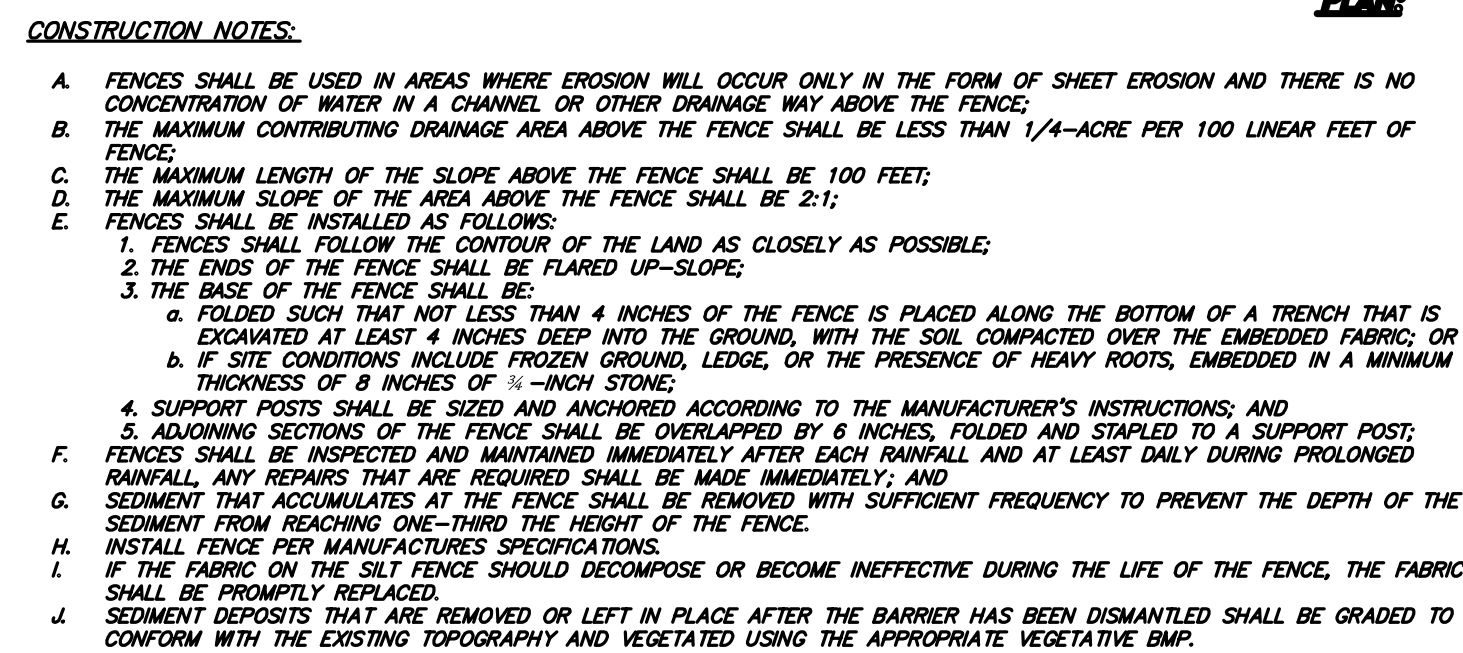 PLAN:
CONSTRUCTION NOTES:
A. FENCES SHALL BE USED IN AREAS WHERE EROSION WILL OCCUR ONLY IN THE FORM OF SHEET EROSION AND THERE IS NO
CONCENTRATION OF WATER IN A CHANNEL OR OTHER DRAINAGE WAY ABOVE THE FENCE;
B. THE MAXIMUM CONTRIBUTING DRAINAGE AREA ABOVE THE FENCE SHALL BE LESS THAN 1/4-ACRE PER 100 LINEAR FEET OF
FENCE;
C. THE MAXIMUM LENGTH OF THE SLOPE ABOVE THE FENCE SHALL BE 100 FEET;
D. THE MAXIMUM SLOPE OF THE AREA ABOVE THE FENCE SHALL BE 2:1;
E. FENCES SHALL BE INSTALLED AS FOLLOWS:
1. FENCES SHALL FOLLOW THE CONTOUR OF THE LAND AS CLOSELY AS POSSIBLE;
2. THE ENDS OF THE FENCE SHALL BE FLARED UP-SLOPE;
3. THE BASE OF THE FENCE SHALL BE:
a. FOLDED SUCH THAT NOT LESS THAN 4 INCHES OF THE FENCE IS PLACED ALONG THE BOTTOM OF A TRENCH THAT IS
EXCAVATED AT LEAST 4 INCHES DEEP INTO THE GROUND, WITH THE SOIL COMPACTED OVER THE EMBEDDED FABRIC; OR
b. IF SITE CONDITIONS INCLUDE FROZEN GROUND, LEDGE, OR THE PRESENCE OF HEAVY ROOTS, EMBEDDED IN A MINIMUM
THICKNESS OF 8 INCHES OF ¾-INCH STONE;
4. SUPPORT POSTS SHALL BE SIZED AND ANCHORED ACCORDING TO THE MANUFACTURER'S INSTRUCTIONS; AND
5. ADJOINING SECTIONS OF THE FENCE SHALL BE OVERLAPPED BY 6 INCHES, FOLDED AND STAPLED TO A SUPPORT POST;
F. FENCES SHALL BE INSPECTED AND MAINTAINED IMMEDIATELY AFTER EACH RAINFALL AND AT LEAST DAILY DURING PROLONGED
RAINFALL, ANY REPAIRS THAT ARE REQUIRED SHALL BE MADE IMMEDIATELY; AND
G. SEDIMENT THAT ACCUMULATES AT THE FENCE SHALL BE REMOVED WITH SUFFICIENT FREQUENCY TO PREVENT THE DEPTH OF THE
SEDIMENT FROM REACHING ONE-THIRD THE HEIGHT OF THE FENCE.
H. INSTALL FENCE PER MANUFACTURES SPECIFICATIONS.
I. IF THE FABRIC ON THE SILT FENCE SHOULD DECOMPOSE OR BECOME INEFFECTIVE DURING THE LIFE OF THE FENCE, THE FABRIC
SHALL BE PROMPTLY REPLACED.
J. SEDIMENT DEPOSITS THAT ARE REMOVED OR LEFT IN PLACE AFTER THE BARRIER HAS BEEN DISMANTLED SHALL BE GRADED TO
CONFORM WITH THE EXISTING TOPOGRAPHY AND VEGETATED USING THE APPROPRIATE VEGETATIVE BMP.